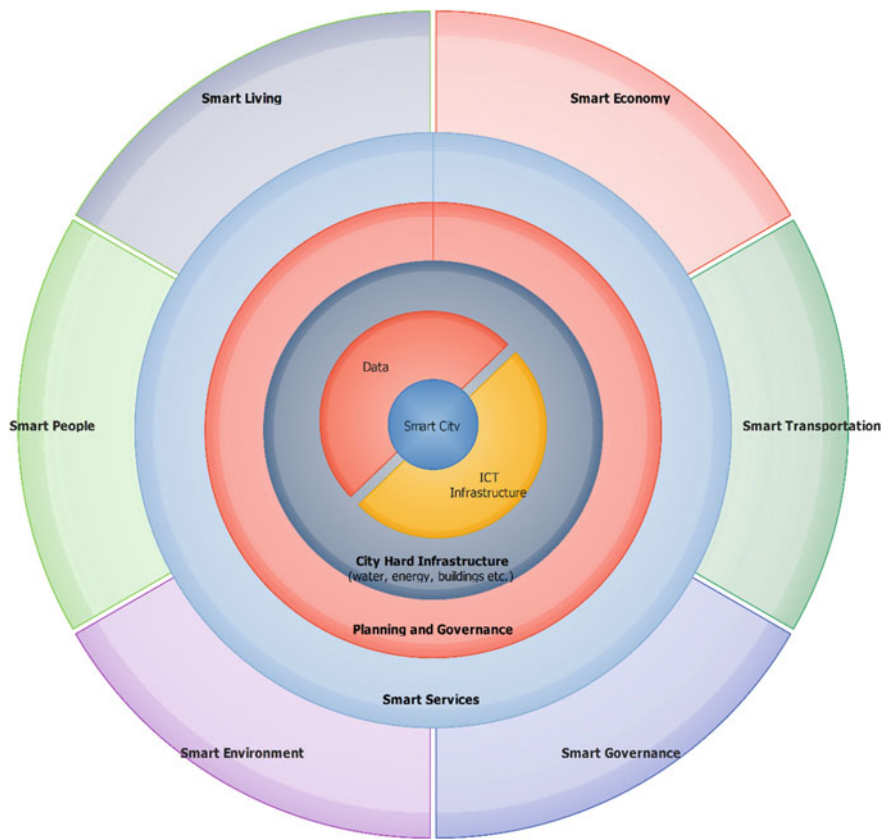 Smart Living
Smart Economy
Data
Smart People
Smart City
Smart Transportation
ICT
Infrastructure
City Hard Infrastructure
(water, energy, buildings etc.)
Planning and Governance
Smart Services
Smart Environment
Smart Governance